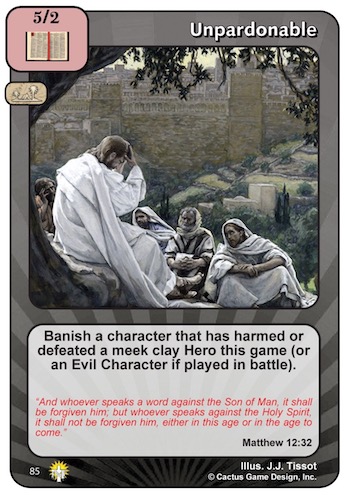 5/2
Unpardonable
Banish a character that has harmed or
defeated a meek clay Hero this game (or
an Evil Character if played in battle).
"And whoever speaks a word against the Son of Man, it shall
be forgiven him; but whoever speaks against the Holy Spirit,
it shall not be forgiven him, either in this age or in the age to
come."
Matthew 12:32
85
Illus. J.J. Tissot
© Cactus Game Design, Inc.